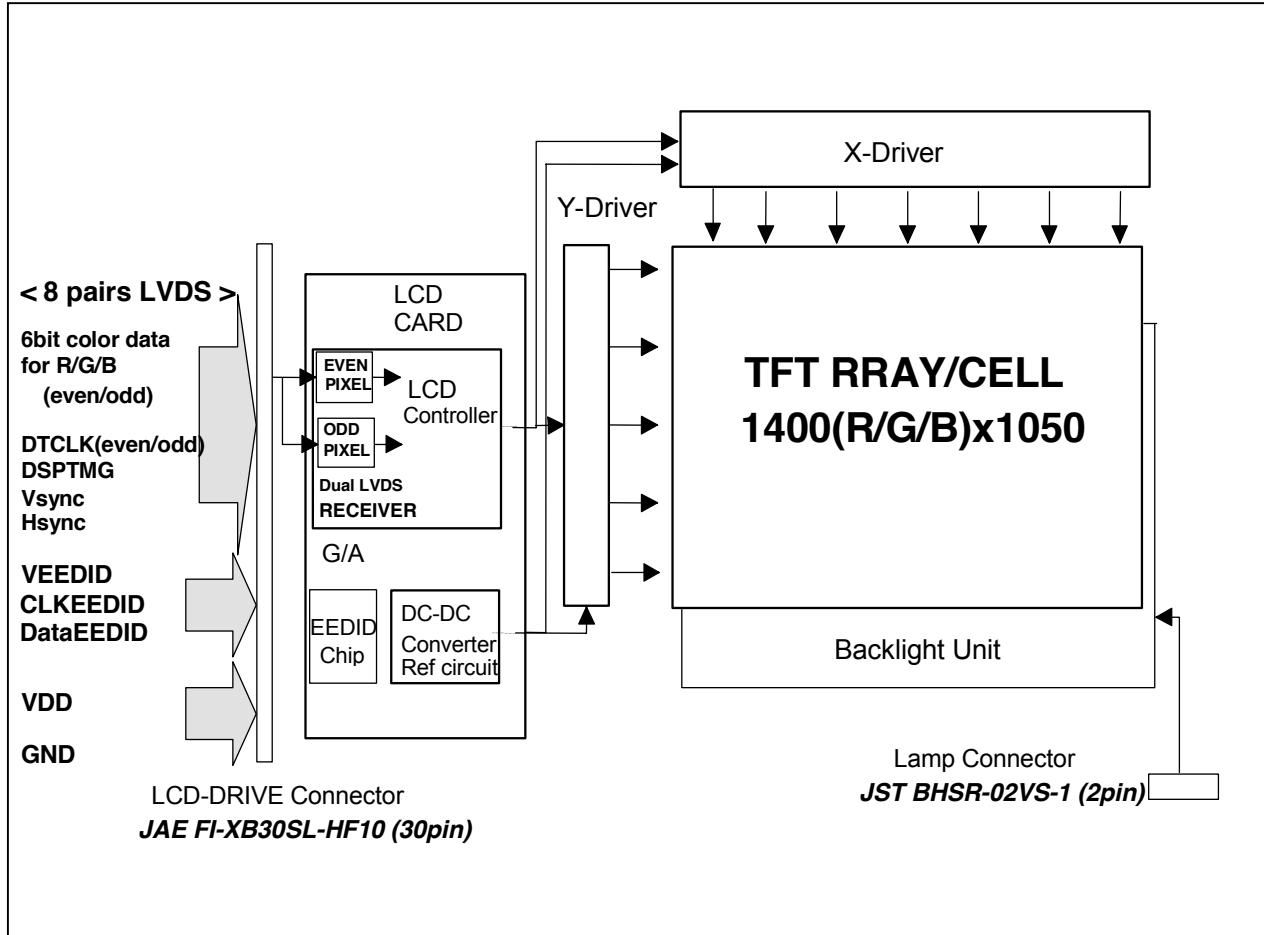 X-Driver
Y-Driver
< 8 pairs LVDS >
6bit color data
for R/G/B
(even/odd)
DTCLK(even/odd)
DSPTMG
Vsync
Hsync
VEEDID
CLKEEDID
DataEEDID
VDD
GND
LCD
CARD
EVEN
PIXEL
LCD
Controller
ODD
PIXEL
Dual LVDS
RECEIVER
G/A
EEDID
Chip
DC-DC
Converter
Ref circuit
TFT RRAY/CELL
1400(R/G/B)x1050
Backlight Unit
LCD-DRIVE Connector
JAE FI-XB30SL-HF10 (30pin)
Lamp Connector
JST BHSR-02VS-1 (2pin)